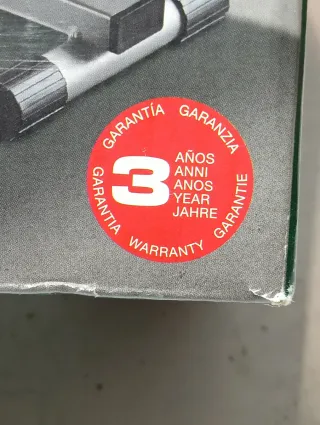 GARANTÍA GARANZIA
3
AÑOS
ANNI
ANOS
YEAR
JAHRE
GARANTIA WARRANTY GARANTIE